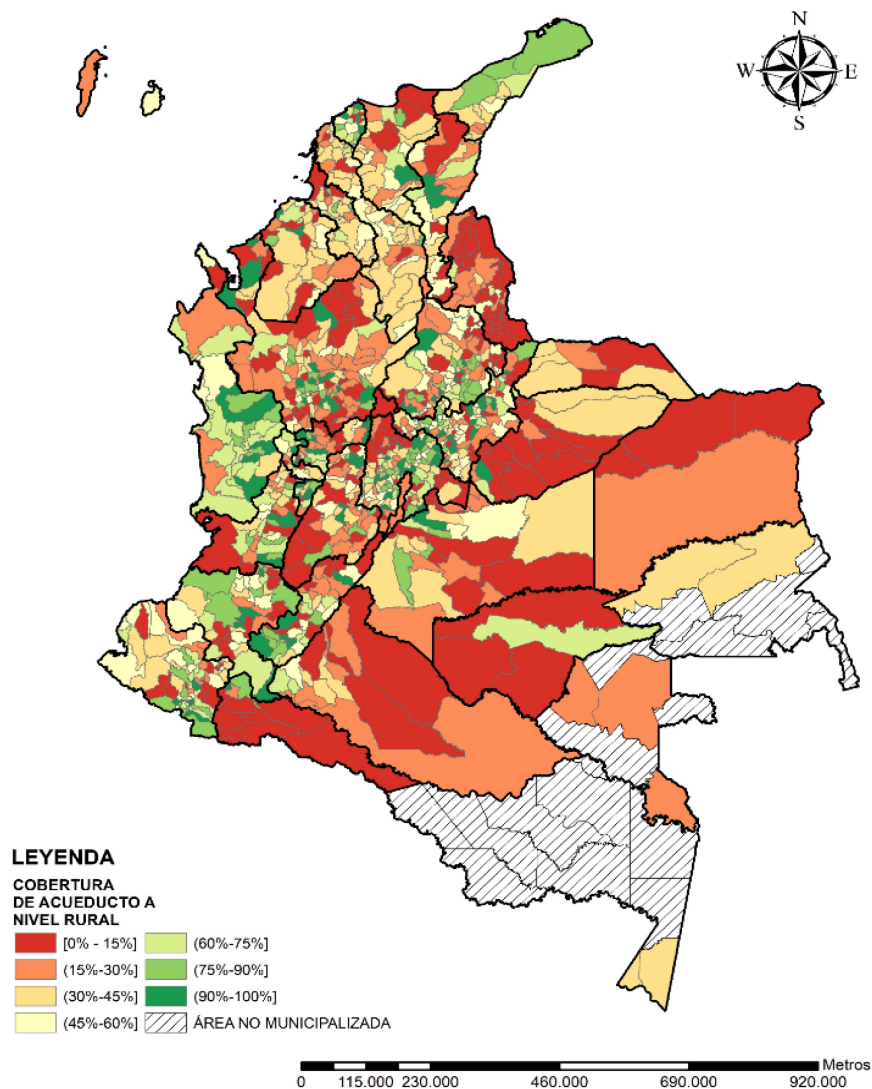 N
W E
S
LEYENDA
COBERTURA
DE ACUEDUCTO A
NIVEL RURAL
[0% - 15%] (60%-75%]
(15%-30%] (75%-90%]
(30%-45%] (90%-100%]
(45%-60%] ÁREA NO MUNICIPALIZADA
Metros
0 115.000 230.000 460.000 690.000 920.000